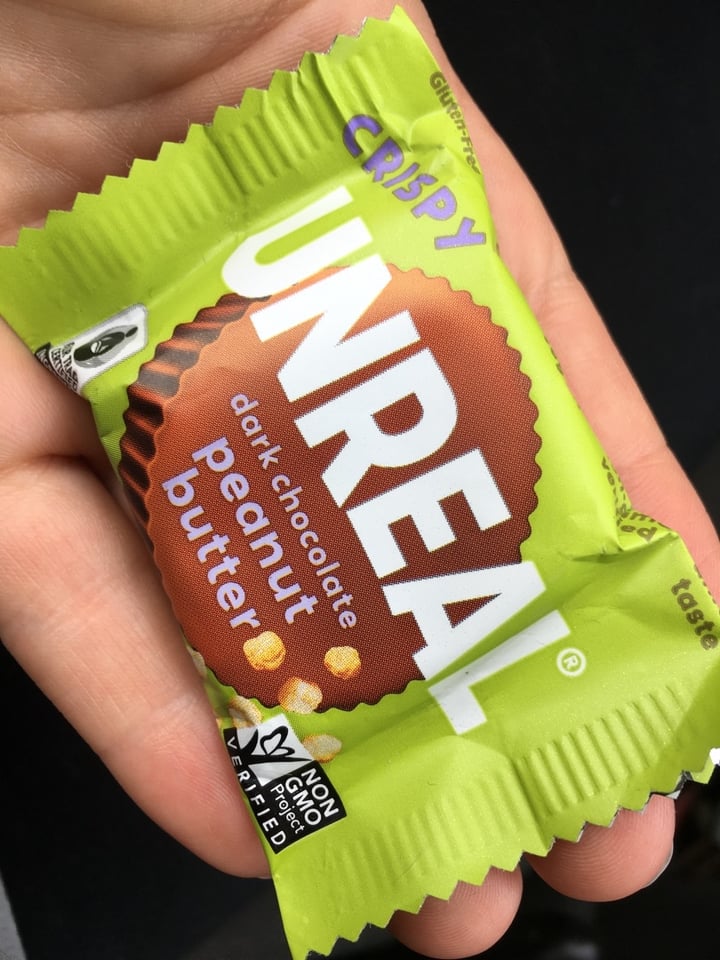 Gluten-Free
CRISPY
UNREAL®
dark chocolate
peanut
butter
NON
GMO
Project
VERIFIED
taste